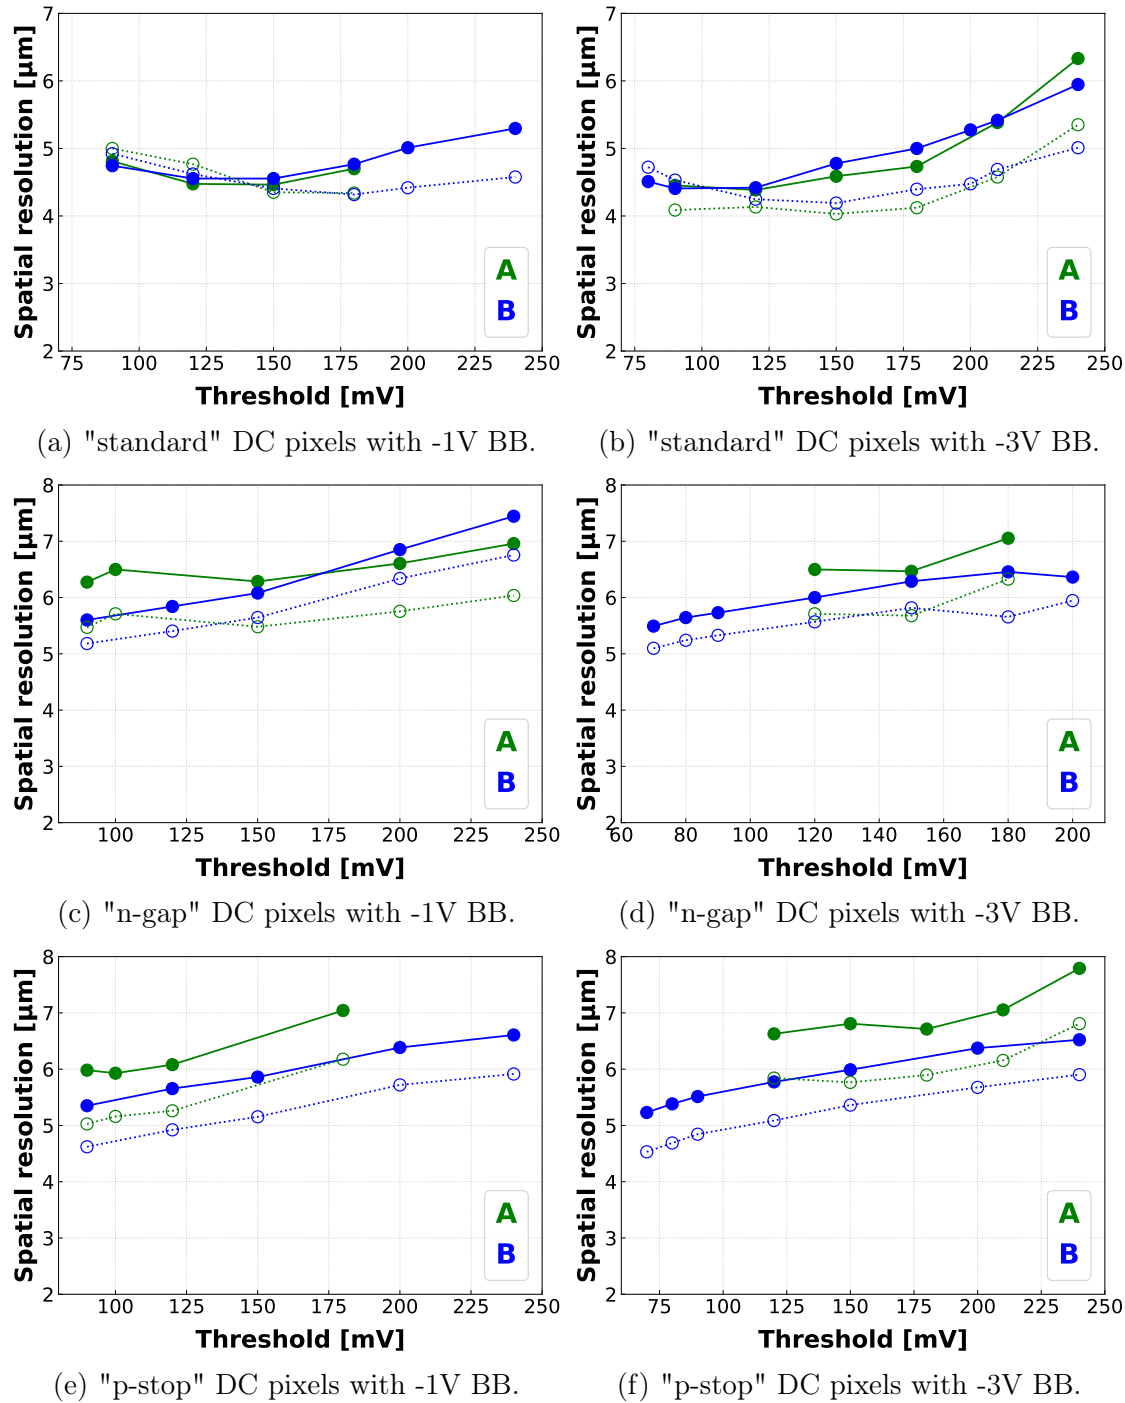 7
6
5
4
3
2
Spatial resolution [μm]
75 100 125 150 175 200 225 250
Threshold [mV]
A
B
(a) "standard" DC pixels with -1V BB.
7
6
5
4
3
2
Spatial resolution [μm]
75 100 125 150 175 200 225 250
Threshold [mV]
A
B
(b) "standard" DC pixels with -3V BB.
8
7
6
5
4
3
2
Spatial resolution [μm]
100 125 150 175 200 225 250
Threshold [mV]
A
B
(c) "n-gap" DC pixels with -1V BB.
8
7
6
5
4
3
2
Spatial resolution [μm]
60 80 100 120 140 160 180 200
Threshold [mV]
A
B
(d) "n-gap" DC pixels with -3V BB.
8
7
6
5
4
3
2
Spatial resolution [μm]
100 125 150 175 200 225 250
Threshold [mV]
A
B
(e) "p-stop" DC pixels with -1V BB.
8
7
6
5
4
3
2
Spatial resolution [μm]
75 100 125 150 175 200 225 250
Threshold [mV]
A
B
(f) "p-stop" DC pixels with -3V BB.